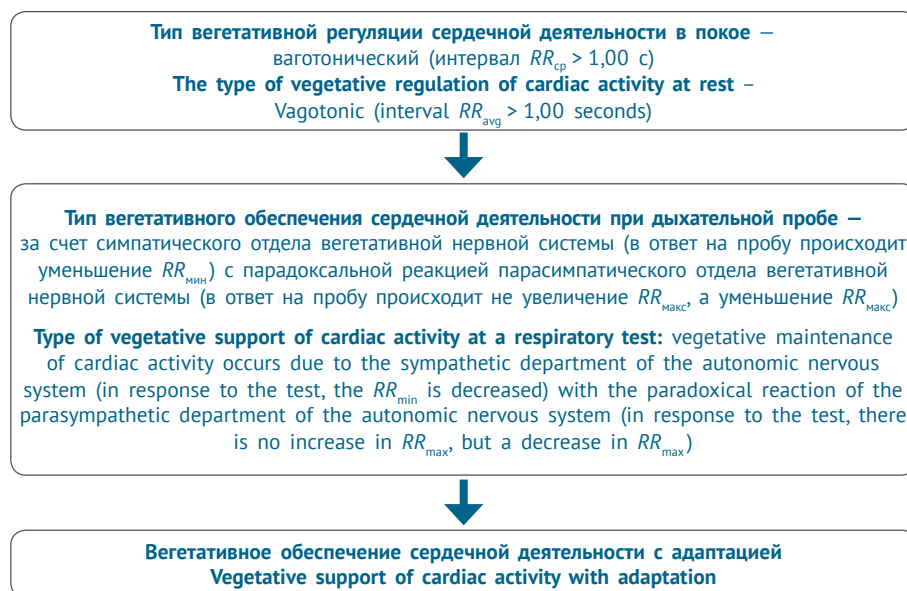 Тип вегетативной регуляции сердечной деятельности в покое —
ваготонический (интервал RRср > 1,00 с)
The type of vegetative regulation of cardiac activity at rest –
Vagotonic (interval RRavg > 1,00 seconds)
Тип вегетативного обеспечения сердечной деятельности при дыхательной пробе —
за счет симпатического отдела вегетативной нервной системы (в ответ на пробу происходит
уменьшение RRмин) с парадоксальной реакцией парасимпатического отдела вегетативной
нервной системы (в ответ на пробу происходит не увеличение RRмакс, а уменьшение RRмакс)
Type of vegetative support of cardiac activity at a respiratory test: vegetative maintenance
of cardiac activity occurs due to the sympathetic department of the autonomic nervous
system (in response to the test, the RRmin is decreased) with the paradoxical reaction of the
parasympathetic department of the autonomic nervous system (in response to the test, there
is no increase in RRmax, but a decrease in RRmax)
Вегетативное обеспечение сердечной деятельности с адаптацией
Vegetative support of cardiac activity with adaptation